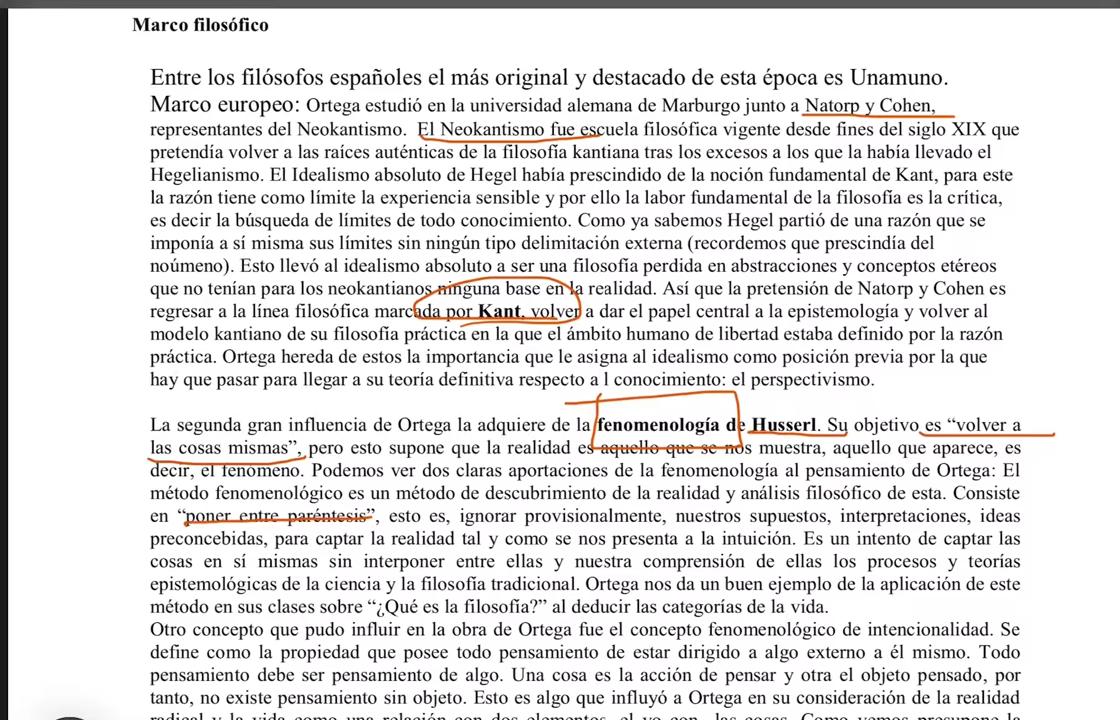 Marco filosófico
Entre los filósofos españoles el más original y destacado de esta época es Unamuno.
Marco europeo: Ortega estudió en la universidad alemana de Marburgo junto a Natorp y Cohen,
representantes del Neokantismo. El Neokantismo fue escuela filosófica vigente desde fines del siglo XIX que
pretendía volver a las raíces auténticas de la filosofía kantiana tras los excesos a los que la había llevado el
Hegelianismo. El Idealismo absoluto de Hegel había prescindido de la noción fundamental de Kant, para este
la razón tiene como límite la experiencia sensible y por ello la labor fundamental de la filosofía es la crítica,
es decir la búsqueda de límites de todo conocimiento. Como ya sabemos Hegel partió de una razón que se
imponía a sí misma sus límites sin ningún tipo delimitación externa (recordemos que prescindía del
noúmeno). Esto llevó al idealismo absoluto a ser una filosofía perdida en abstracciones y conceptos etéreos
que no tenían para los neokantianos ninguna base en la realidad. Así que la pretensión de Natorp y Cohen es
regresar a la línea filosófica marcada por Kant, volver a dar el papel central a la epistemología y volver al
modelo kantiano de su filosofía práctica en la que el ámbito humano de libertad estaba definido por la razón
práctica. Ortega hereda de estos la importancia que le asigna al idealismo como posición previa por la que
hay que pasar para llegar a su teoría definitiva respecto a l conocimiento: el perspectivismo.
La segunda gran influencia de Ortega la adquiere de la fenomenología de Husserl. Su objetivo es “volver a
las cosas mismas”, pero esto supone que la realidad es aquello que se nos muestra, aquello que aparece, es
decir, el fenómeno. Podemos ver dos claras aportaciones de la fenomenología al pensamiento de Ortega: El
método fenomenológico es un método de descubrimiento de la realidad y análisis filosófico de esta. Consiste
en “poner entre paréntesis”, esto es, ignorar provisionalmente, nuestros supuestos, interpretaciones, ideas
preconcebidas, para captar la realidad tal y como se nos presenta a la intuición. Es un intento de captar las
cosas en sí mismas sin interponer entre ellas y nuestra comprensión de ellas los procesos y teorías
epistemológicas de la ciencia y la filosofía tradicional. Ortega nos da un buen ejemplo de la aplicación de este
método en sus clases sobre “¿Qué es la filosofía?” al deducir las categorías de la vida.
Otro concepto que pudo influir en la obra de Ortega fue el concepto fenomenológico de intencionalidad. Se
define como la propiedad que posee todo pensamiento de estar dirigido a algo externo a él mismo. Todo
pensamiento debe ser pensamiento de algo. Una cosa es la acción de pensar y otra el objeto pensado, por
tanto, no existe pensamiento sin objeto. Esto es algo que influyó a Ortega en su consideración de la realidad
radical y la vida como una relación con dos elementos, el yo con las cosas. Como vemos presupone la